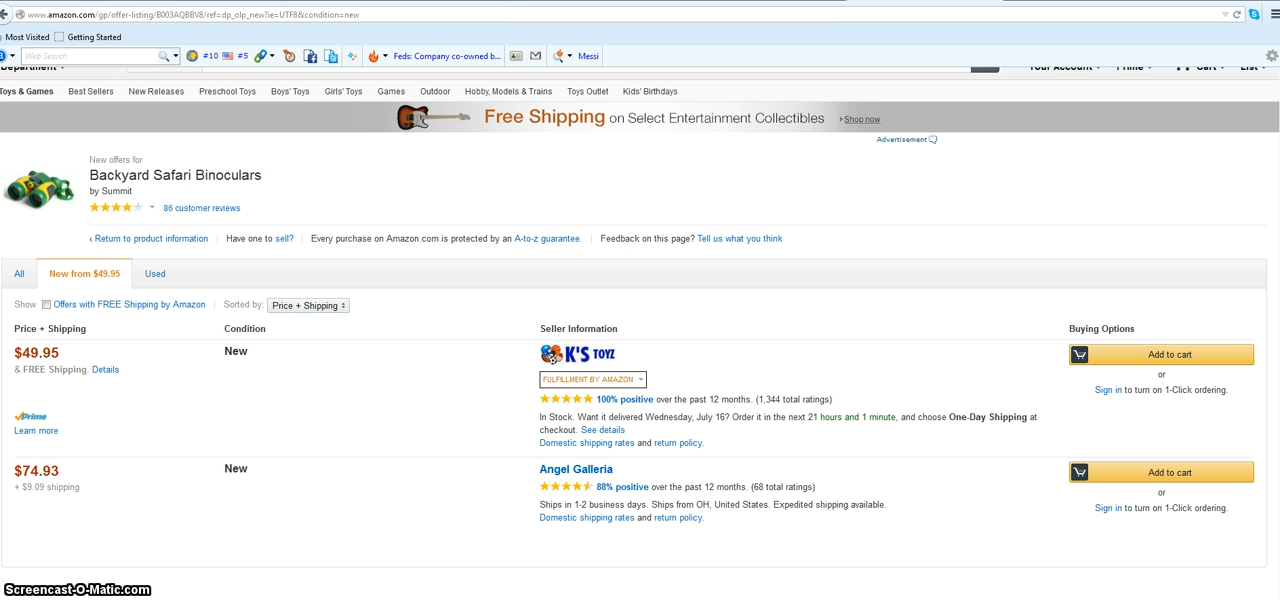 www.amazon.com/gp/offer-listing/B003AQBBV8/ref=dp_olp_new?ie=UTF8&condition=new
Most Visited Getting Started
Web Search #10 #5 Feds: Company co-owned b... Messi
Department Your Account Prime Cart List
Toys & Games Best Sellers New Releases Preschool Toys Boys' Toys Girls' Toys Games Outdoor Hobby, Models & Trains Toys Outlet Kids' Birthdays
Free Shipping on Select Entertainment Collectibles › Shop now
Advertisement
New offers for
Backyard Safari Binoculars
by Summit
86 customer reviews
‹ Return to product information Have one to sell? Every purchase on Amazon.com is protected by an A-to-z guarantee. Feedback on this page? Tell us what you think
All New from $49.95 Used
Show Offers with FREE Shipping by Amazon Sorted by: Price + Shipping
Price + Shipping Condition Seller Information Buying Options
$49.95 New K'S TOYZ Add to cart
& FREE Shipping. Details
FULFILLMENT BY AMAZON
or
Sign in to turn on 1-Click ordering.
100% positive over the past 12 months. (1,344 total ratings)
Prime
Learn more
In Stock. Want it delivered Wednesday, July 16? Order it in the next 21 hours and 1 minute, and choose One-Day Shipping at
checkout. See details
Domestic shipping rates and return policy.
$74.93 New Angel Galleria Add to cart
+ $9.09 shipping
88% positive over the past 12 months. (68 total ratings)
or
Ships in 1-2 business days. Ships from OH, United States. Expedited shipping available.
Sign in to turn on 1-Click ordering.
Domestic shipping rates and return policy.
Screencast-O-Matic.com